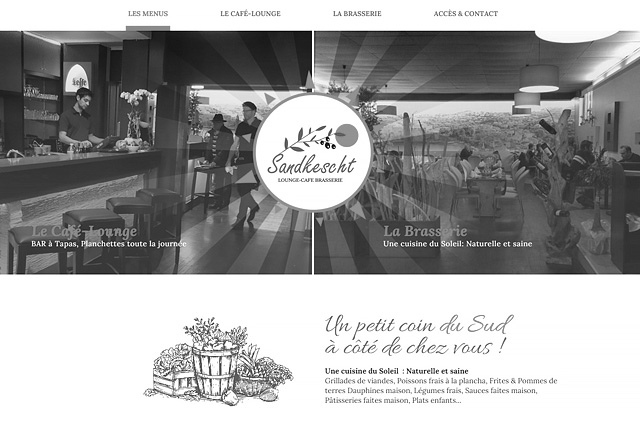 LES MENUS
LE CAFÉ-LOUNGE
LA BRASSERIE
ACCÈS & CONTACT
Sandkescht
LOUNGE-CAFE BRASSERIE
Le Café-Lounge
BAR à Tapas, Planchettes toute la journée
La Brasserie
Une cuisine du Soleil: Naturelle et saine
Un petit coin du Sud
à côté de chez vous !
Une cuisine du Soleil : Naturelle et saine
Grillades de viandes, Poissons frais à la plancha, Frites & Pommes de
terres Dauphines maison, Légumes frais, Sauces faites maison,
Pâtisseries faites maison, Plats enfants...